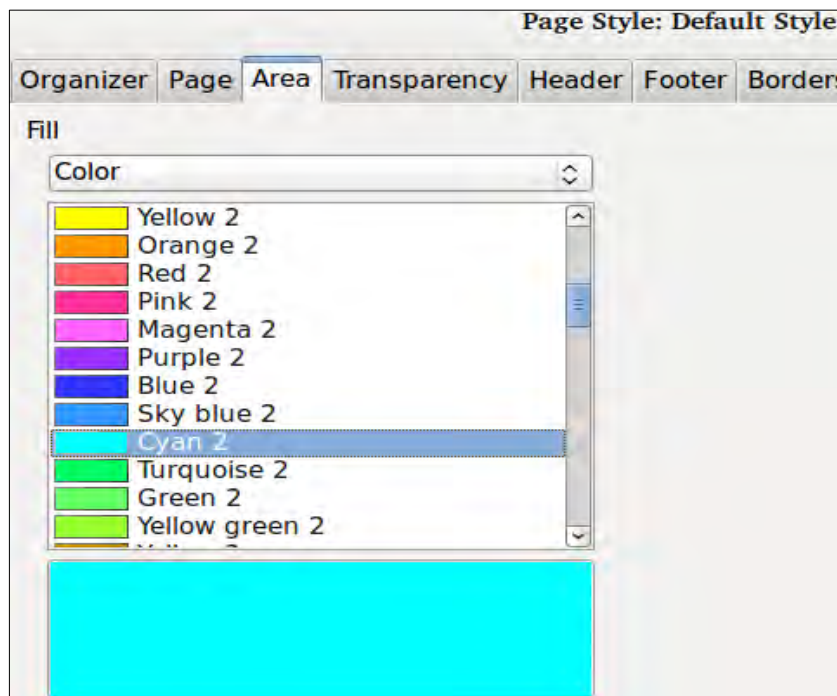 Page Style: Default Style
Organizer Page Area Transparency Header Footer Borders
Fill
Color
Yellow 2
Orange 2
Red 2
Pink 2
Magenta 2
Purple 2
Blue 2
Sky blue 2
Cyan 2
Turquoise 2
Green 2
Yellow green 2